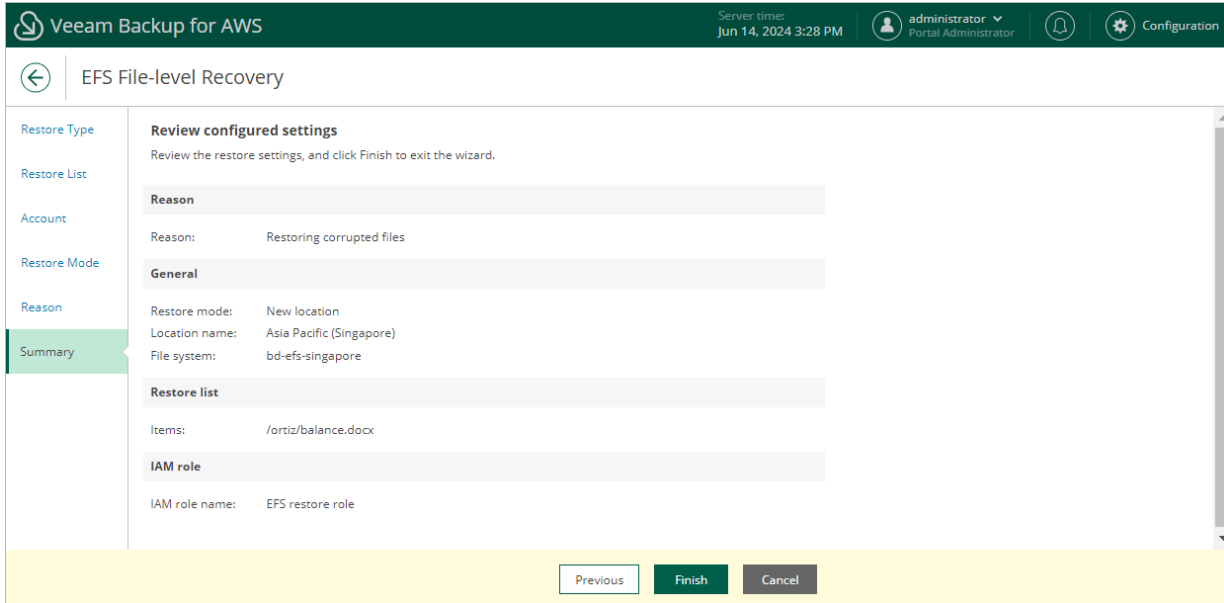 Veeam Backup for AWS
Server time:
Jun 14, 2024 3:28 PM
administrator
Portal Administrator
Configuration
EFS File-level Recovery
Restore Type
Restore List
Account
Restore Mode
Reason
Summary
Review configured settings
Review the restore settings, and click Finish to exit the wizard.
Reason
Reason: Restoring corrupted files
General
Restore mode: New location
Location name: Asia Pacific (Singapore)
File system: bd-efs-singapore
Restore list
Items: /ortiz/balance.docx
IAM role
IAM role name: EFS restore role
Previous Finish Cancel